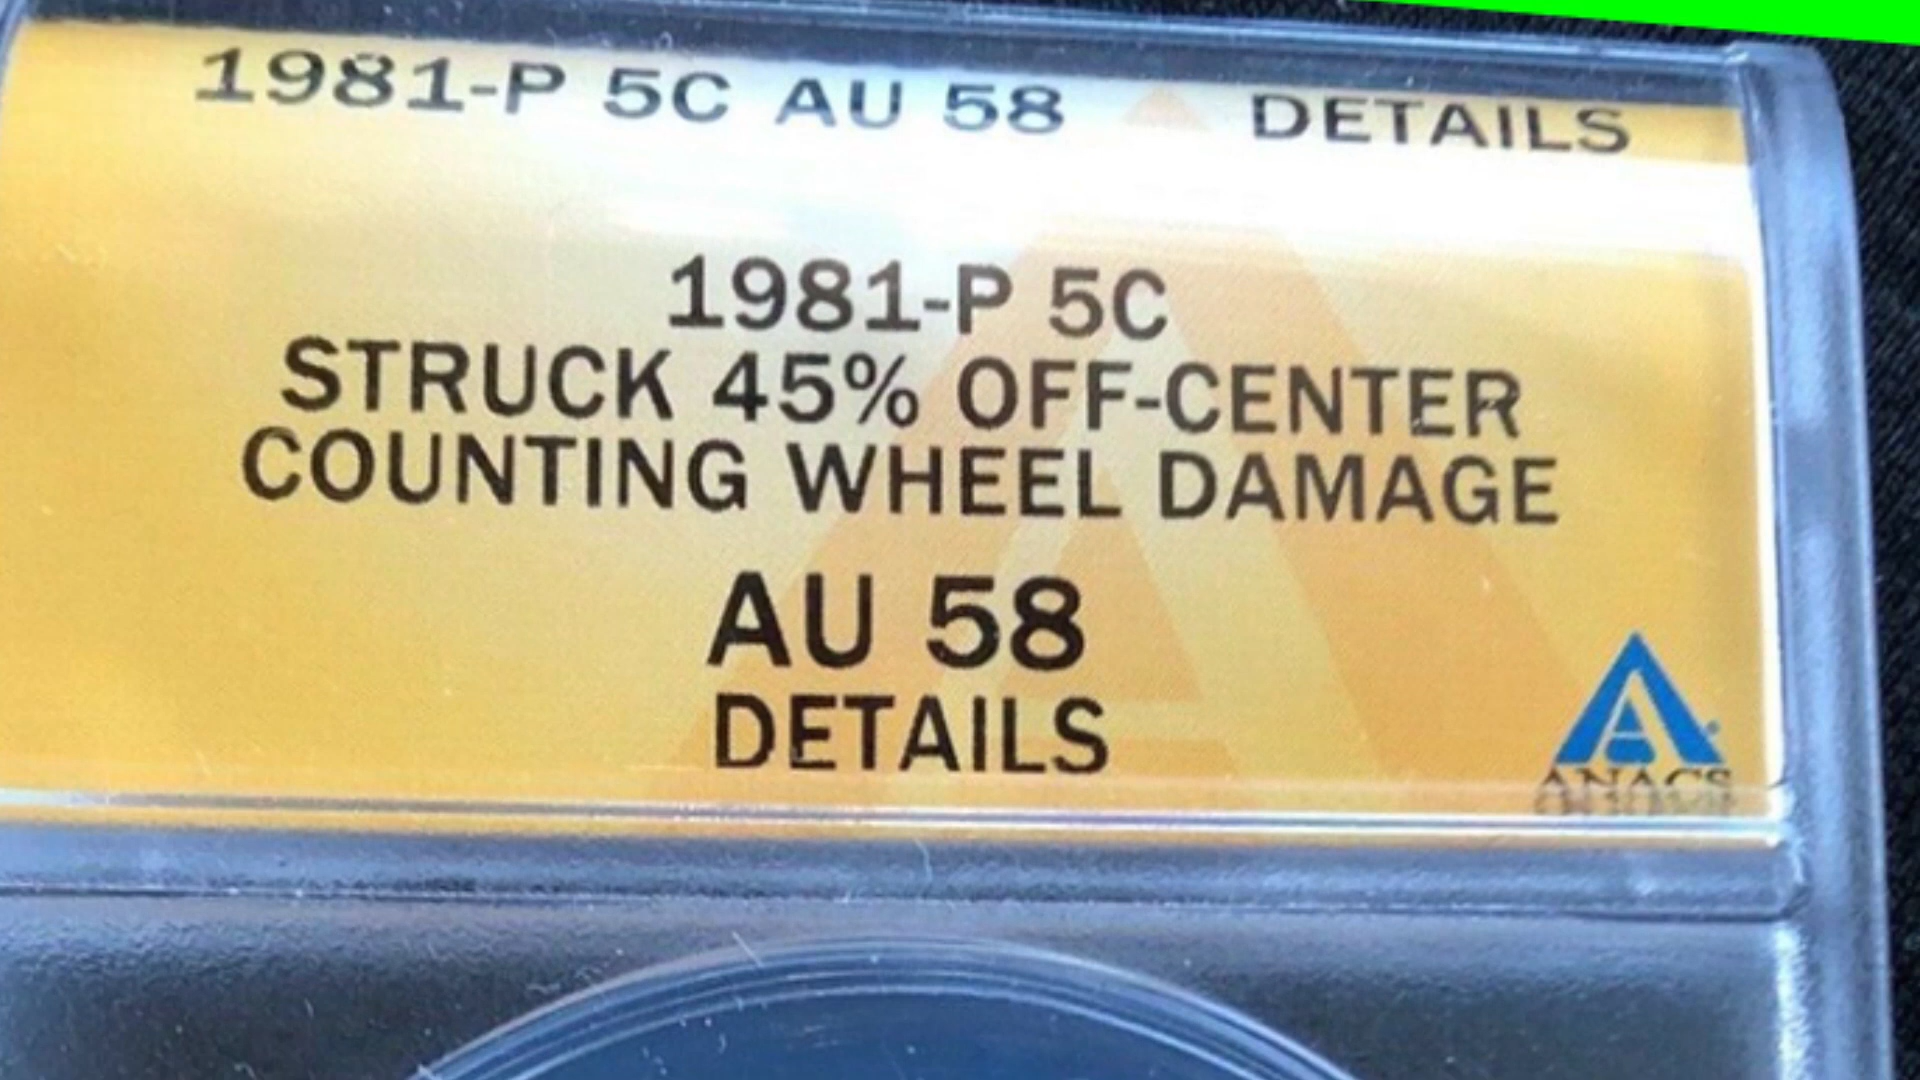 1981-P 5C AU 58 DETAILS
1981-P 5C
STRUCK 45% OFF-CENTER
COUNTING WHEEL DAMAGE
AU 58
DETAILS
ANACS